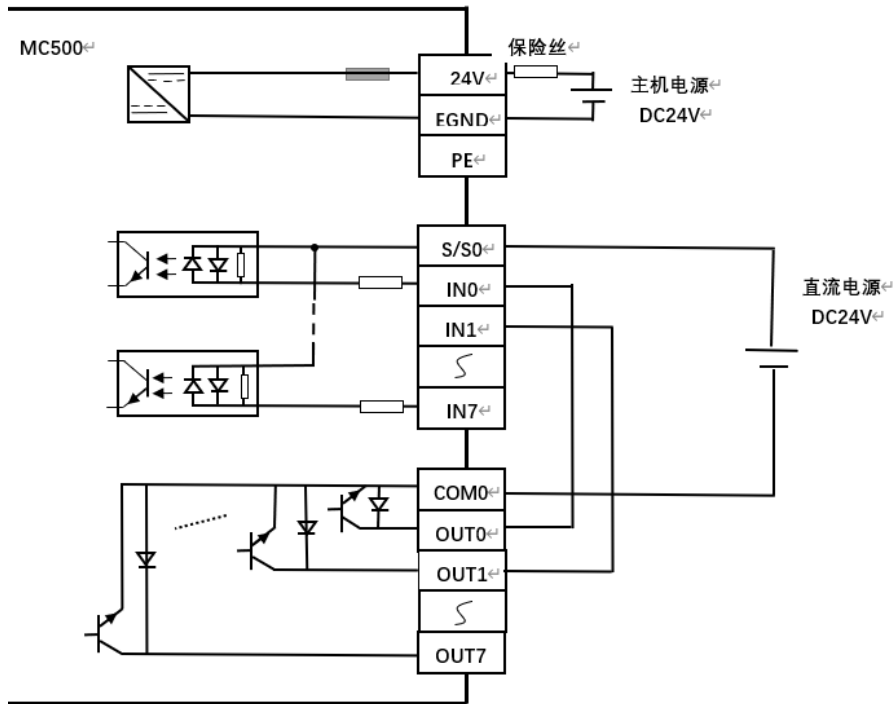 MC500↵
保险丝↵
24V↵
主机电源↵
DC24V↵
EGND↵
PE↵
S/S0↵
IN0↵
直流电源↵
DC24V↵
IN1↵
IN7↵
COM0↵
OUT0↵
OUT1↵
OUT7